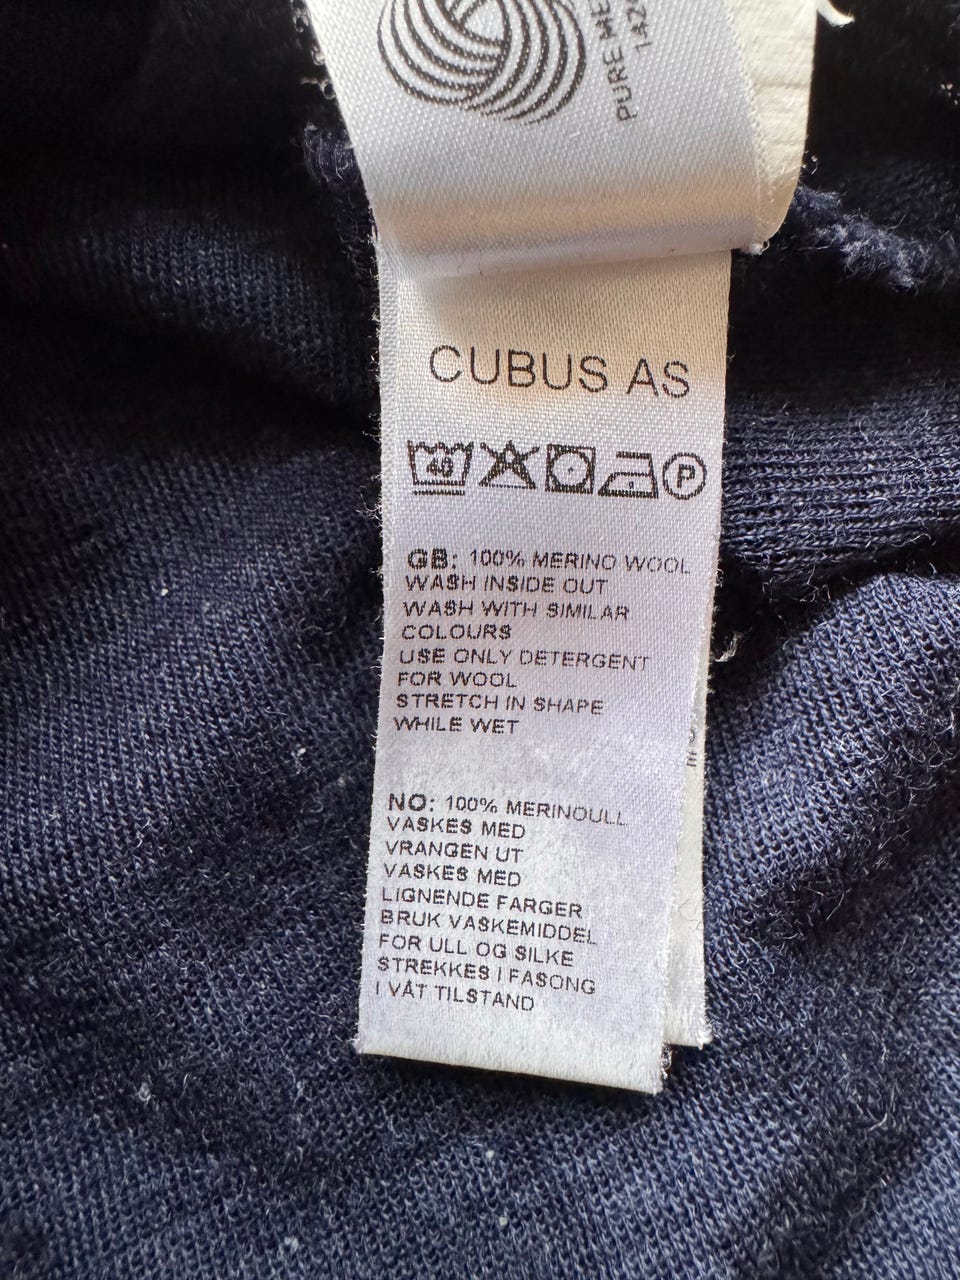 PURE
CUBUS AS
40
P
GB: 100% MERINO WOOL
WASH INSIDE OUT
WASH WITH SIMILAR
COLOURS
USE ONLY DETERGENT
FOR WOOL
STRETCH IN SHAPE
WHILE WET
NO: 100% MERINOULL
VASKES MED
VRANGEN UT
VASKES MED
LIGNENDE FARGER
BRUK VASKEMIDDEL
FOR ULL OG SILKE
STREKKES I FASONG
I VÅT TILSTAND